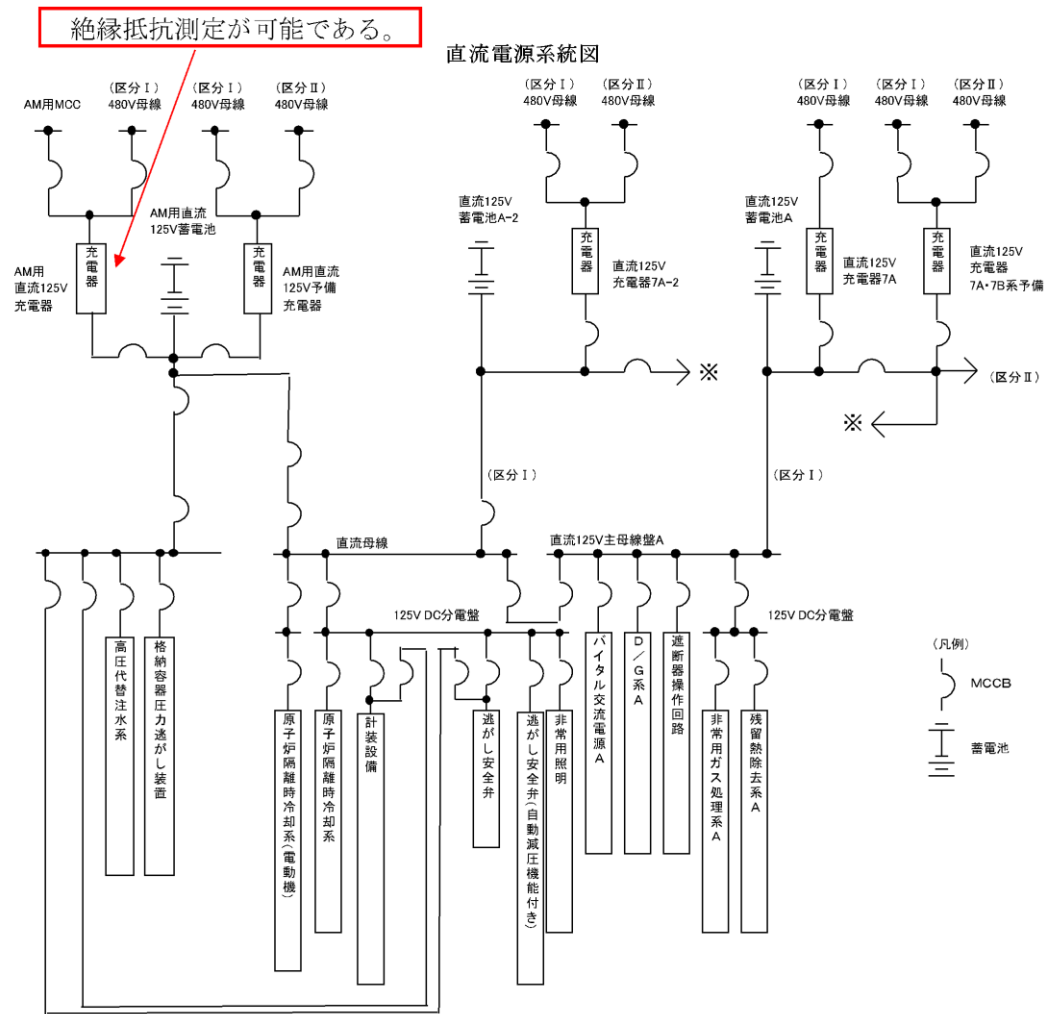 絶縁抵抗測定が可能である。
直流電源系統図
AM用MCC
(区分Ⅰ)
480V母線
(区分Ⅰ)
480V母線
(区分Ⅱ)
480V母線
(区分Ⅰ)
480V母線
(区分Ⅱ)
480V母線
(区分Ⅰ)
480V母線
(区分Ⅰ)
480V母線
(区分Ⅱ)
480V母線
AM用
直流125V
充電器
充電器
AM用直流
125V蓄電池
充電器
AM用直流
125V予備
充電器
直流125V
蓄電池A-2
充電器
直流125V
充電器7A-2
直流125V
蓄電池A
充電器
直流125V
充電器7A
充電器
直流125V
充電器
7A・7B系予備
※
(区分Ⅱ)
※
(区分Ⅰ)
(区分Ⅰ)
直流母線
直流125V主母線盤A
125V DC分電盤
125V DC分電盤
高圧代替注水系
格納容器圧力逃がし装置
原子炉隔離時冷却系(電動機)
原子炉隔離時冷却系
計装設備
逃がし安全弁
逃がし安全弁(自動減圧機能付き)
非常用照明
バイタル交流電源A
D/G系A
遮断器操作回路
非常用ガス処理系A
残留熱除去系A
(凡例)
MCCB
蓄電池